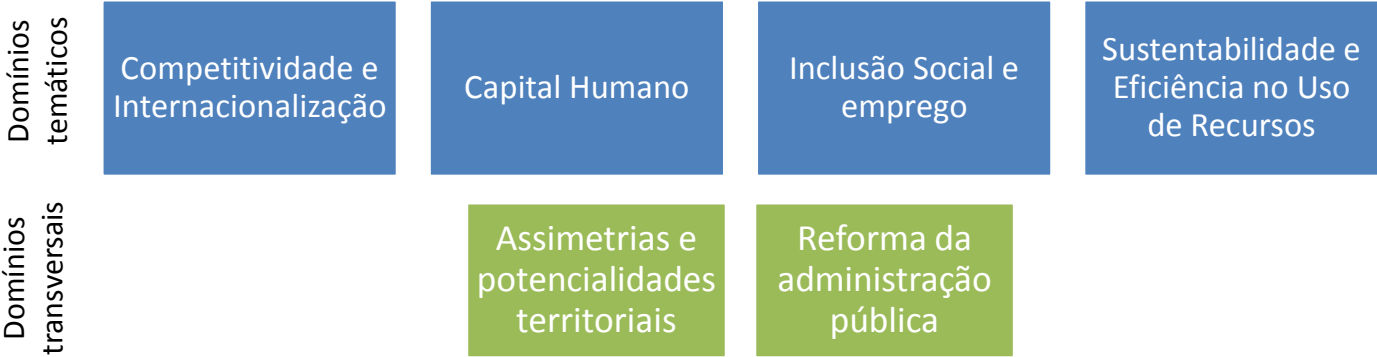 Domínios
temáticos
Competitividade e
Internacionalização
Capital Humano
Inclusão Social e
emprego
Sustentabilidade e
Eficiência no Uso
de Recursos
Domínios
transversais
Assimetrias e
potencialidades
territoriais
Reforma da
administração
pública